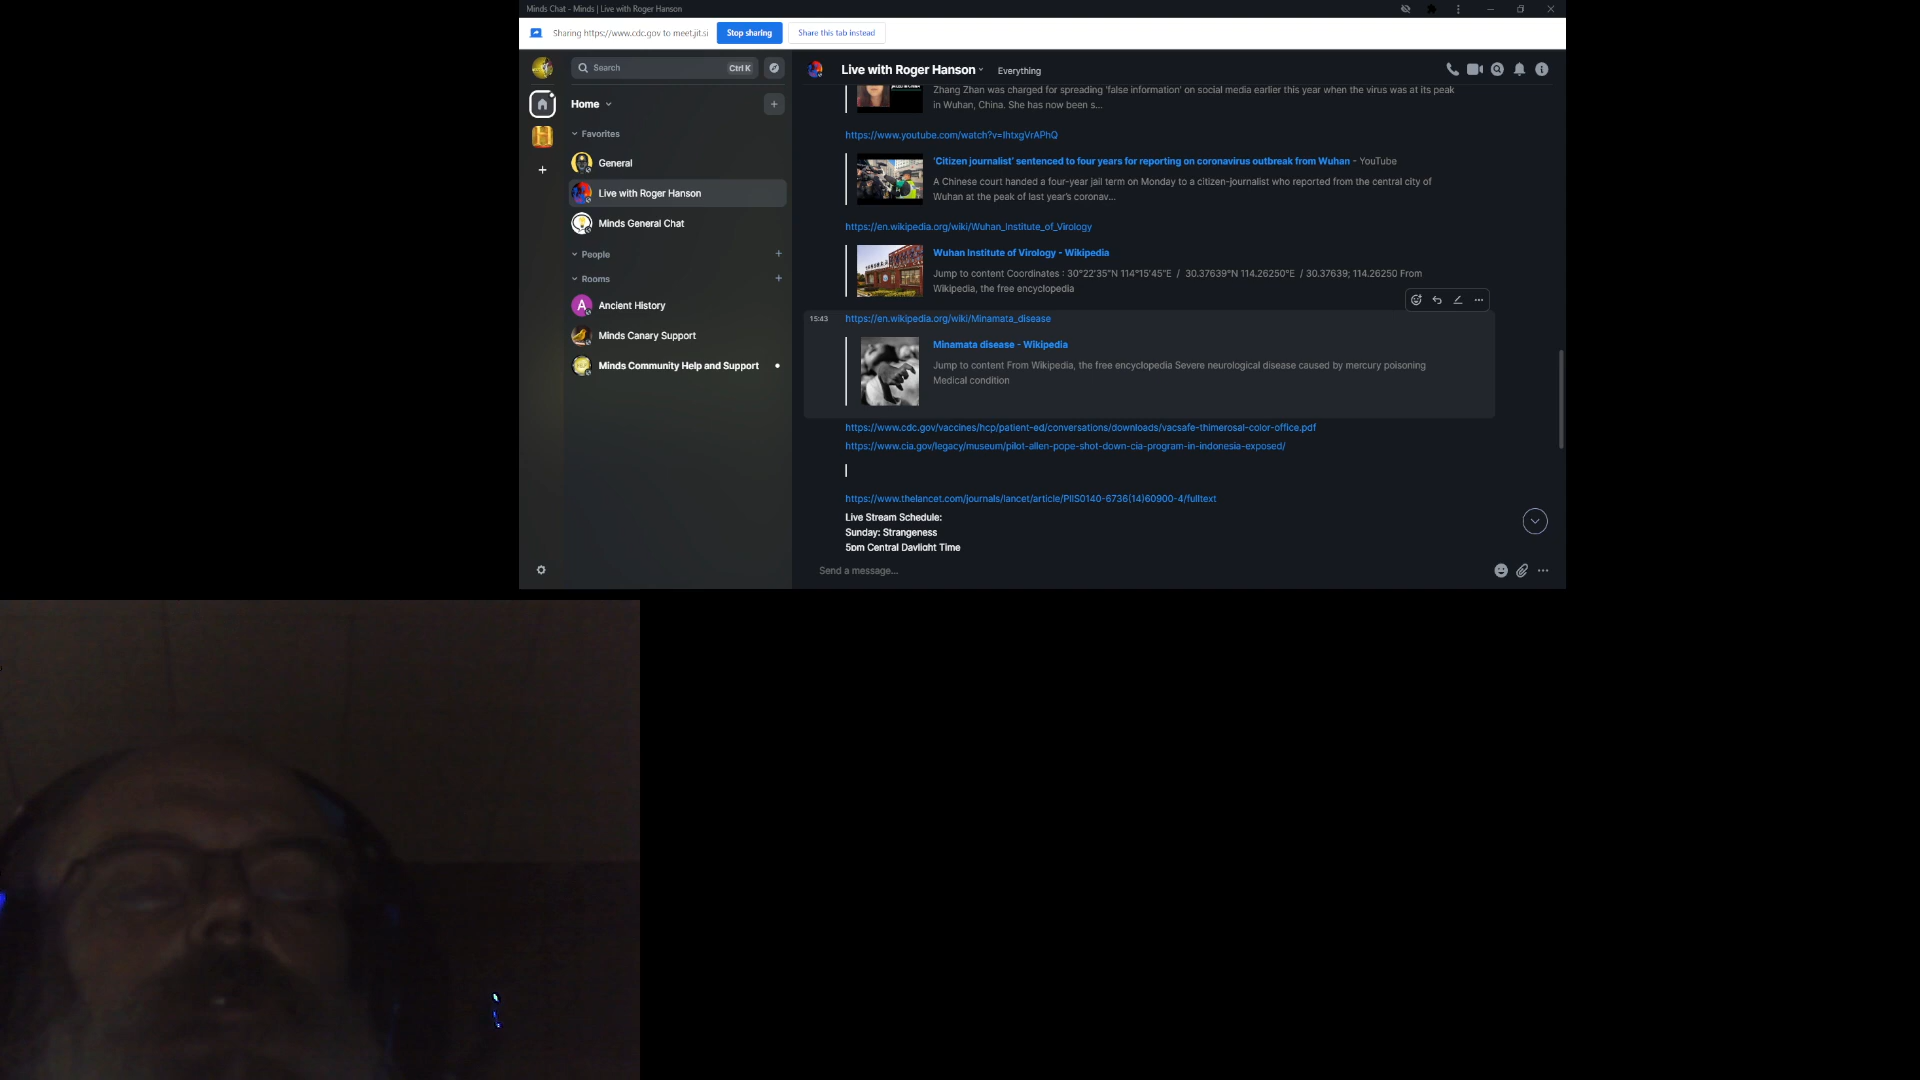 Minds Chat - Minds | Live with Roger Hanson
Sharing https://www.cdc.gov to meet.jit.si
Stop sharing
Share this tab instead
Search
Ctrl K
Home
Favorites
General
Live with Roger Hanson
Minds General Chat
People
Rooms
A
Ancient History
Minds Canary Support
Minds Community Help and Support
Live with Roger Hanson
Everything
Zhang Zhan was charged for spreading 'false information' on social media earlier this year when the virus was at its peak
in Wuhan, China. She has now been s...
https://www.youtube.com/watch?v=IhtxgVrAPhQ
'Citizen journalist' sentenced to four years for reporting on coronavirus outbreak from Wuhan - YouTube
A Chinese court handed a four-year jail term on Monday to a citizen-journalist who reported from the central city of
Wuhan at the peak of last year's coronav...
https://en.wikipedia.org/wiki/Wuhan_Institute_of_Virology
Wuhan Institute of Virology - Wikipedia
Jump to content Coordinates : 30°22'35"N 114°15'45"E / 30.37639°N 114.26250°E / 30.37639; 114.26250 From
Wikipedia, the free encyclopedia
15:43
https://en.wikipedia.org/wiki/Minamata_disease
Minamata disease - Wikipedia
Jump to content From Wikipedia, the free encyclopedia Severe neurological disease caused by mercury poisoning
Medical condition
https://www.cdc.gov/vaccines/hcp/patient-ed/conversations/downloads/vacsafe-thimerosal-color-office.pdf
https://www.cia.gov/legacy/museum/pilot-allen-pope-shot-down-cia-program-in-indonesia-exposed/
https://www.thelancet.com/journals/lancet/article/PIIS0140-6736(14)60900-4/fulltext
Live Stream Schedule:
Sunday: Strangeness
5pm Central Daylight Time
Send a message...